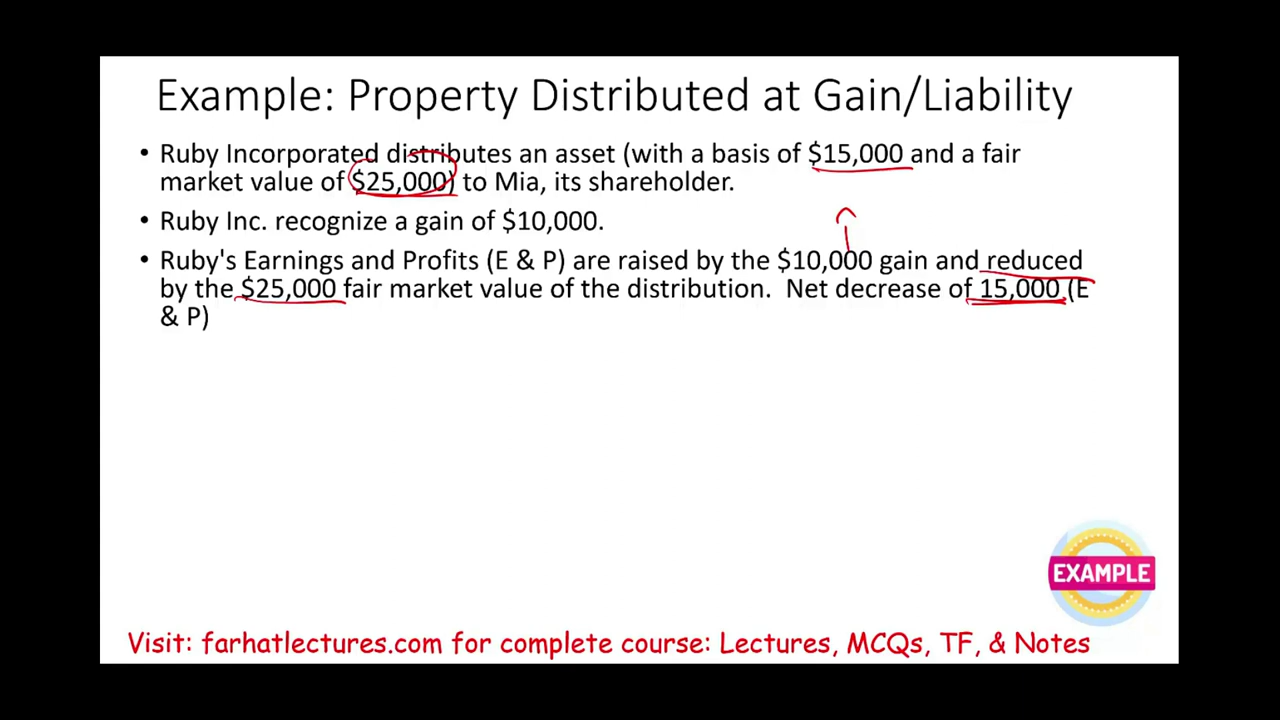 Example: Property Distributed at Gain/Liability
• Ruby Incorporated distributes an asset (with a basis of $15,000 and a fair
market value of $25,000) to Mia, its shareholder.
• Ruby Inc. recognize a gain of $10,000.
• Ruby's Earnings and Profits (E & P) are raised by the $10,000 gain and reduced
by the $25,000 fair market value of the distribution. Net decrease of 15,000 (E
& P)
EXAMPLE
Visit: farhatlectures.com for complete course: Lectures, MCQs, TF, & Notes